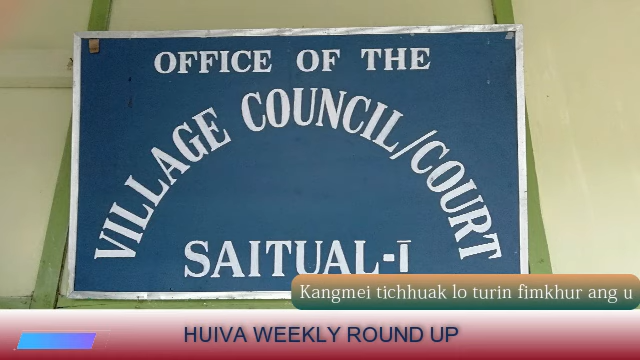 OFFICE OF THE
VILLAGE COUNCIL/COURT
SAITUAL-I
Kangmei tichhuak lo turin fimkhur ang u
HUIVA WEEKLY ROUND UP